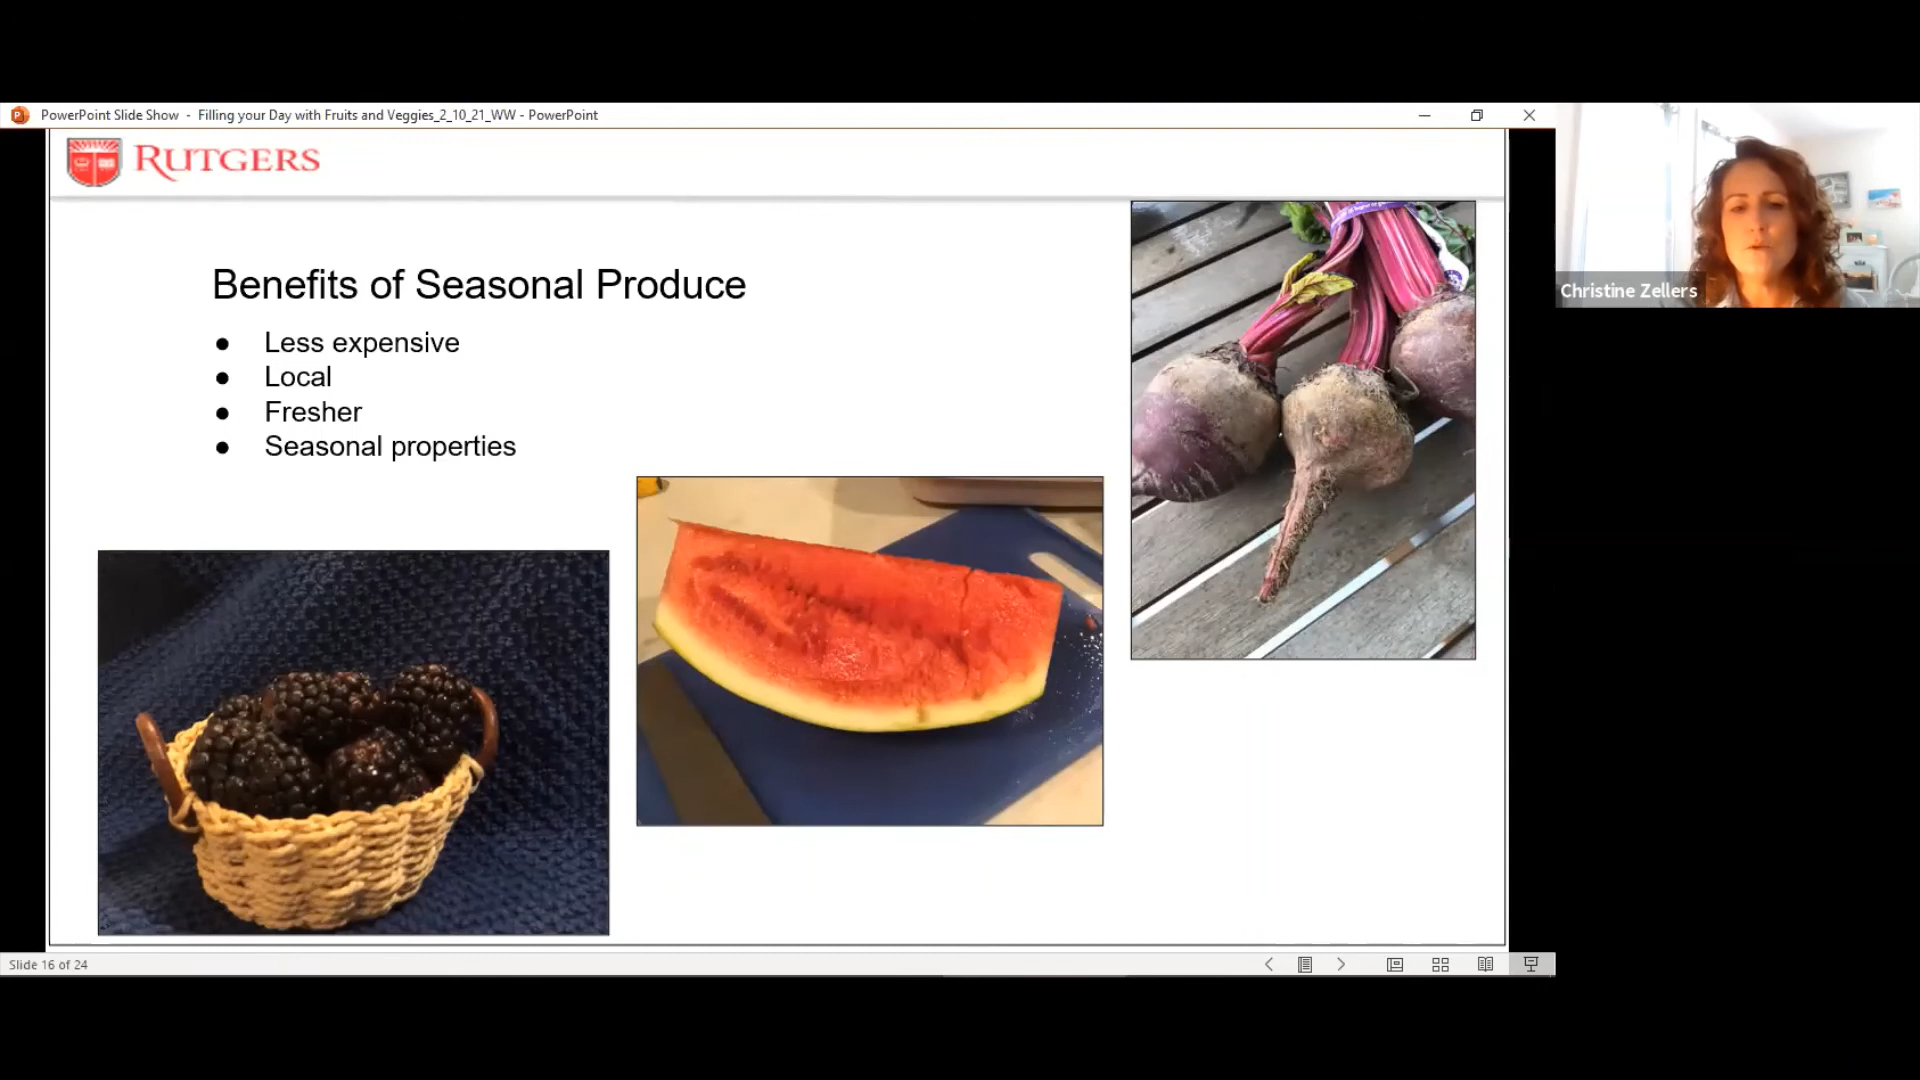 PowerPoint Slide Show - Filling your Day with Fruits and Veggies_2_10_21_WW - PowerPoint
RUTGERS
Christine Zellers
Benefits of Seasonal Produce
● Less expensive
● Local
● Fresher
● Seasonal properties
Slide 16 of 24